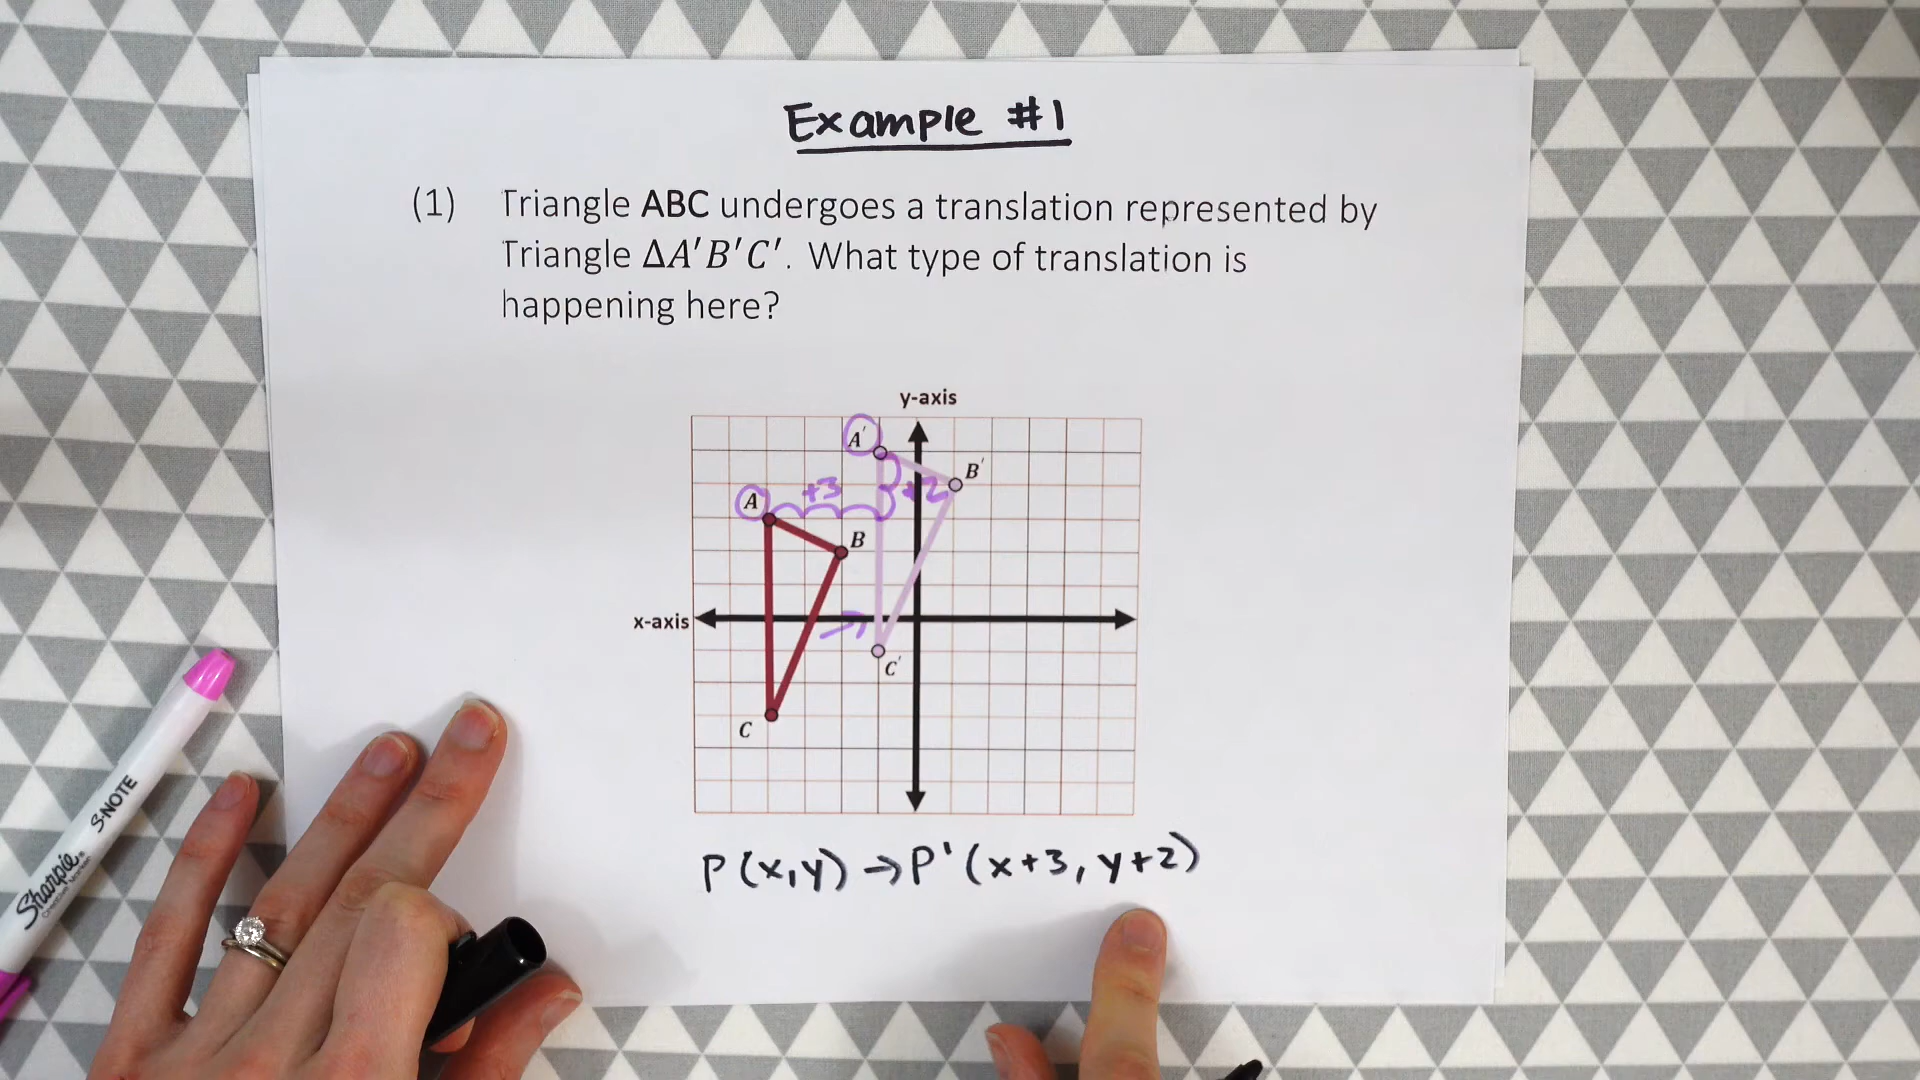 Example #1
(1) Triangle ABC undergoes a translation represented by
Triangle ΔA′B′C′. What type of translation is
happening here?
y-axis
A′
B′
+3
+2
A
B
x-axis
C′
C
P(x,y) → P'(x+3, y+2)
S·NOTE
Sharpie